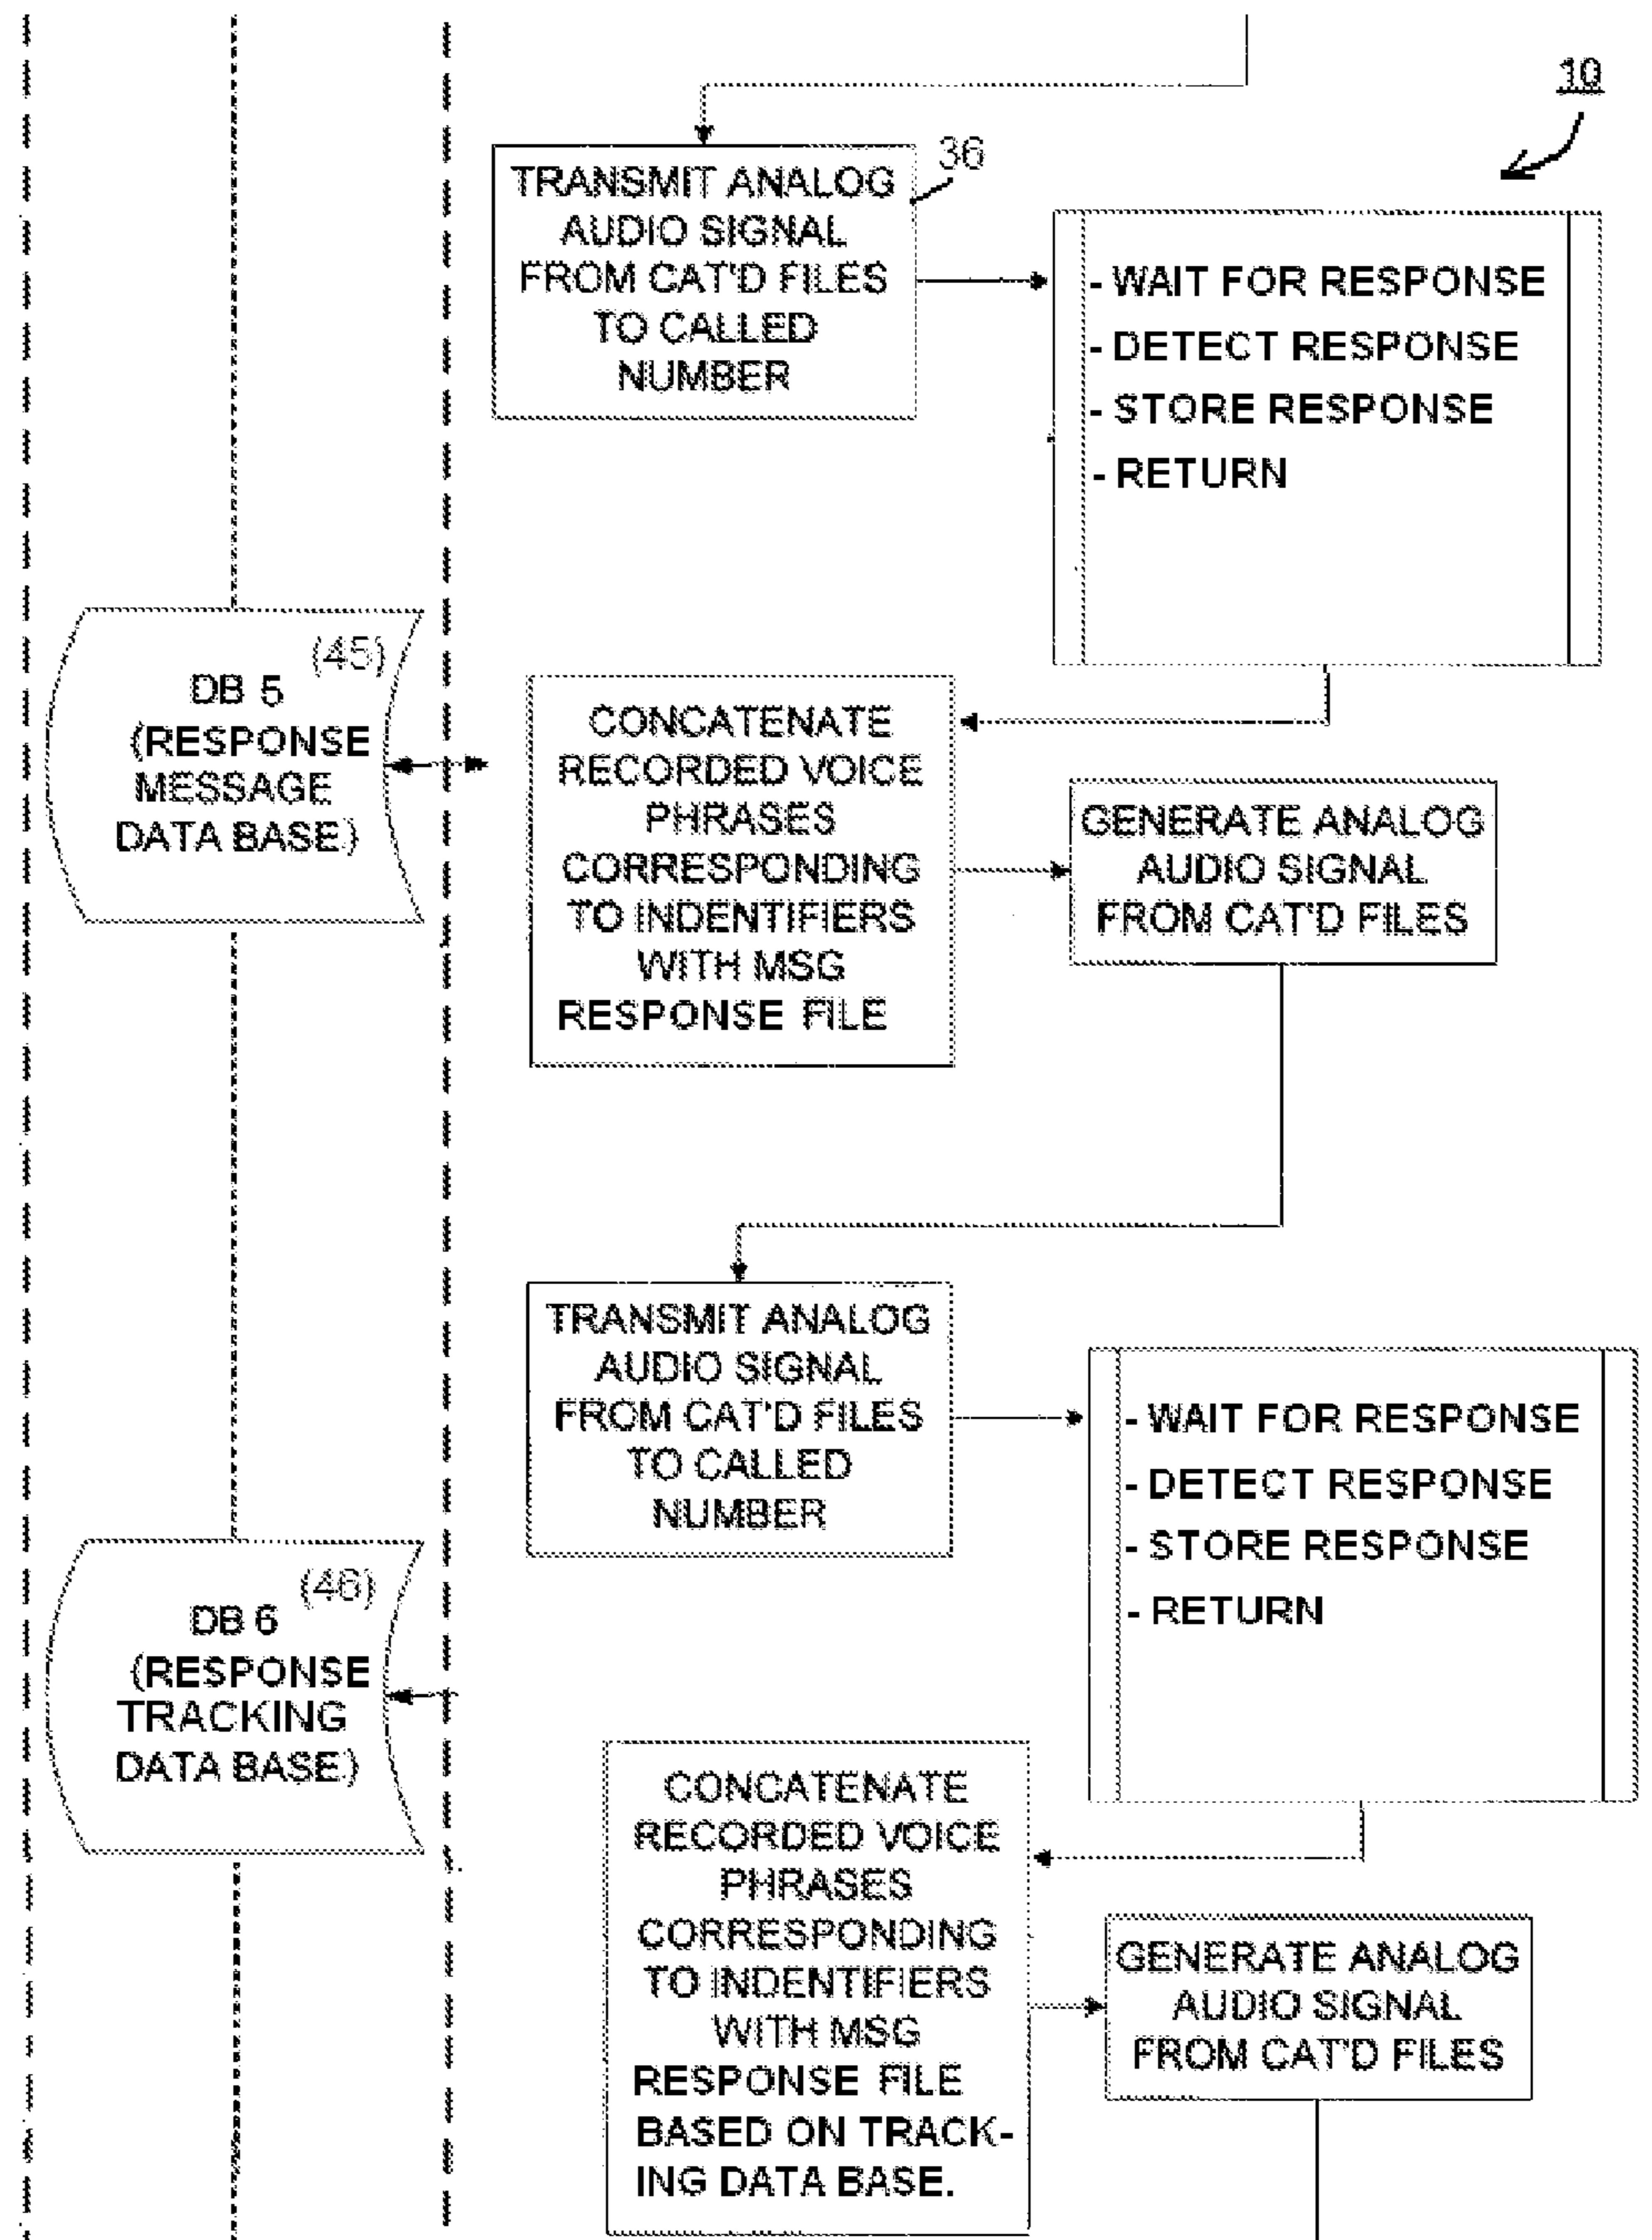 10
36
TRANSMIT ANALOG
AUDIO SIGNAL
FROM CAT'D FILES
TO CALLED
NUMBER
- WAIT FOR RESPONSE
- DETECT RESPONSE
- STORE RESPONSE
- RETURN
(45)
DB 5
(RESPONSE
MESSAGE
DATA BASE)
CONCATENATE
RECORDED VOICE
PHRASES
CORRESPONDING
TO INDENTIFIERS
WITH MSG
RESPONSE FILE
GENERATE ANALOG
AUDIO SIGNAL
FROM CAT'D FILES
TRANSMIT ANALOG
AUDIO SIGNAL
FROM CAT'D FILES
TO CALLED
NUMBER
- WAIT FOR RESPONSE
- DETECT RESPONSE
- STORE RESPONSE
- RETURN
(46)
DB 6
(RESPONSE
TRACKING
DATA BASE)
CONCATENATE
RECORDED VOICE
PHRASES
CORRESPONDING
TO INDENTIFIERS
WITH MSG
RESPONSE FILE
BASED ON TRACK-
ING DATA BASE.
GENERATE ANALOG
AUDIO SIGNAL
FROM CAT'D FILES